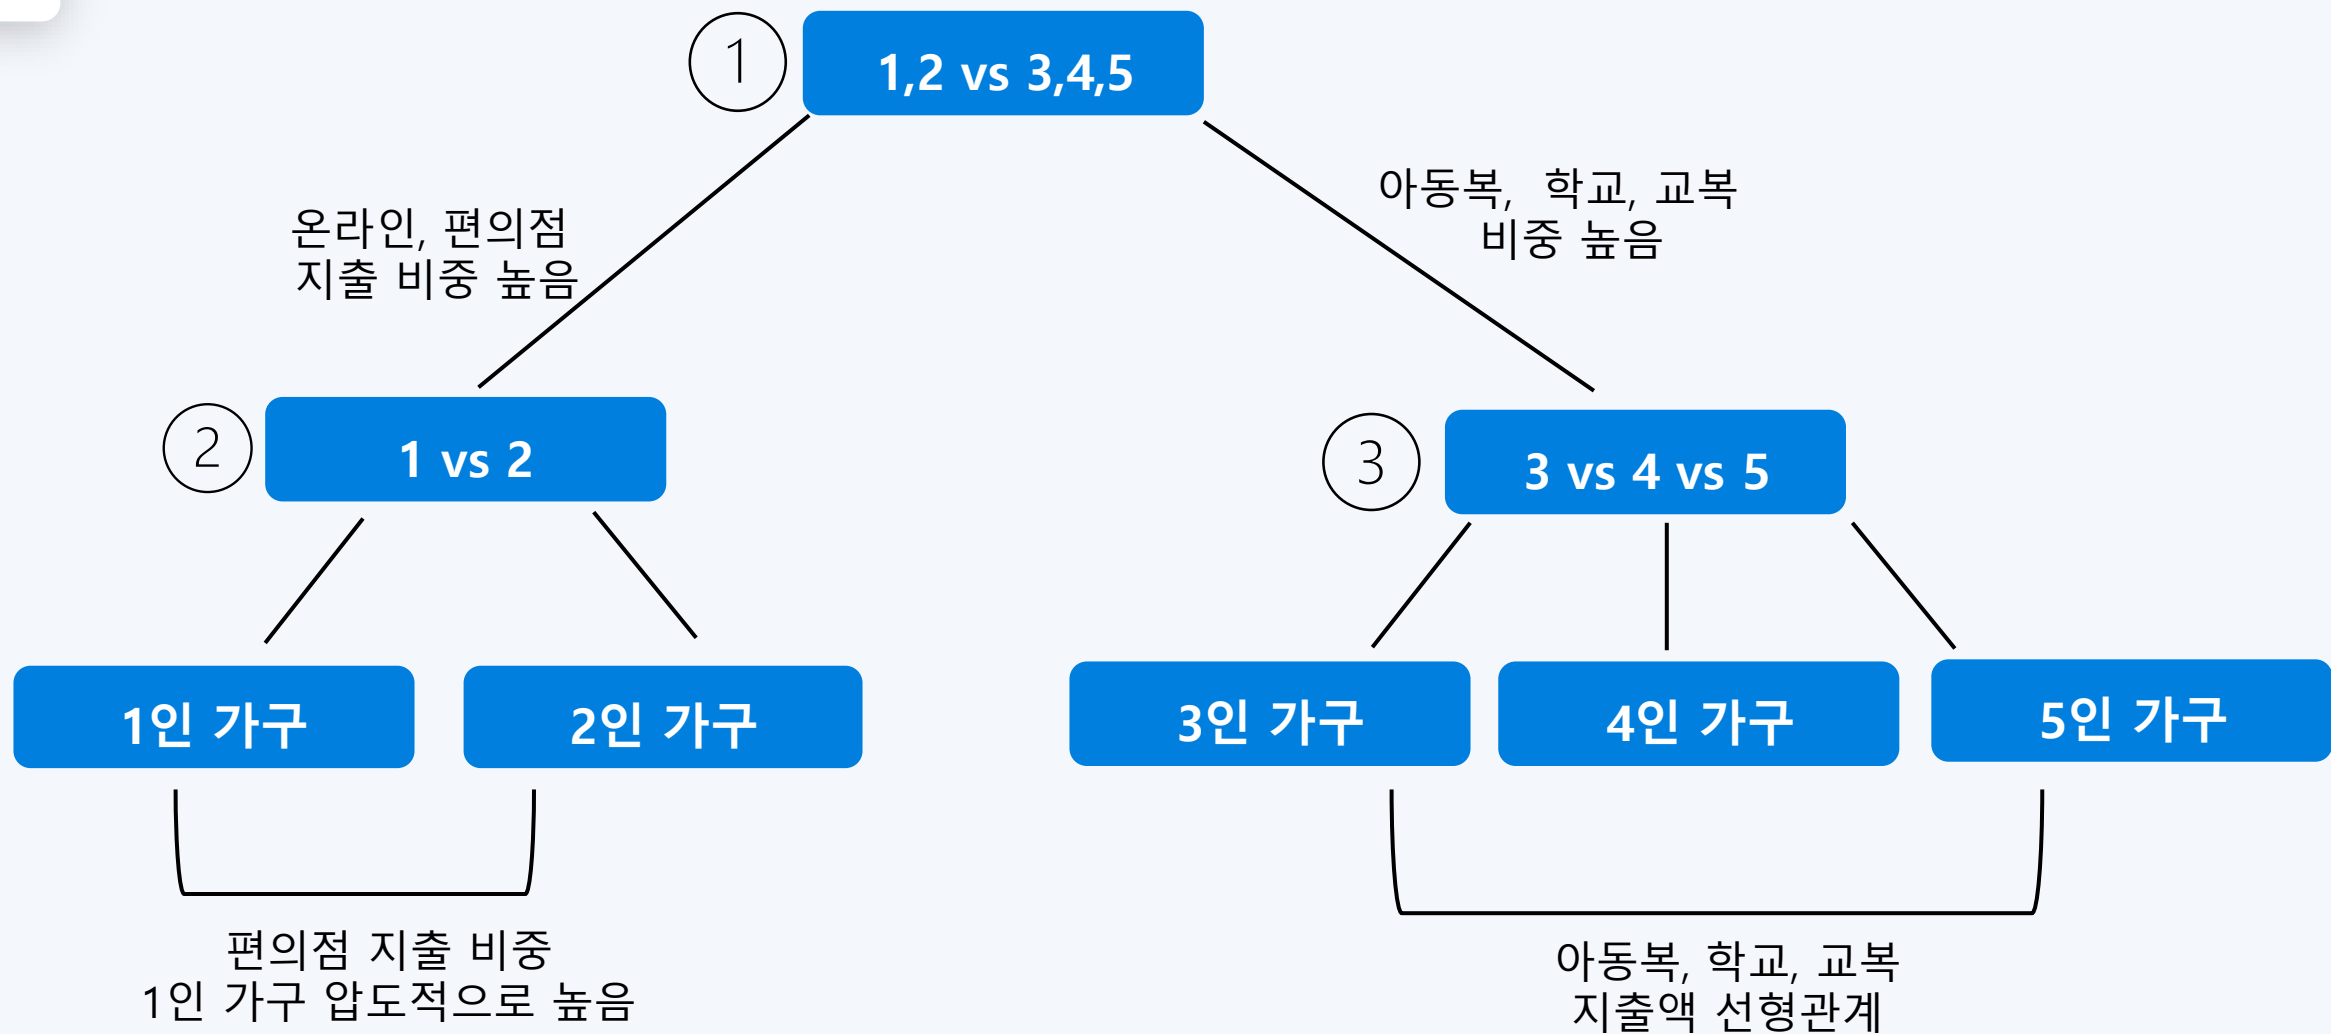 ① 1,2 vs 3,4,5
온라인, 편의점
지출 비중 높음
아동복, 학교, 교복
비중 높음
② 1 vs 2
③ 3 vs 4 vs 5
1인 가구
2인 가구
3인 가구
4인 가구
5인 가구
편의점 지출 비중
1인 가구 압도적으로 높음
아동복, 학교, 교복
지출액 선형관계